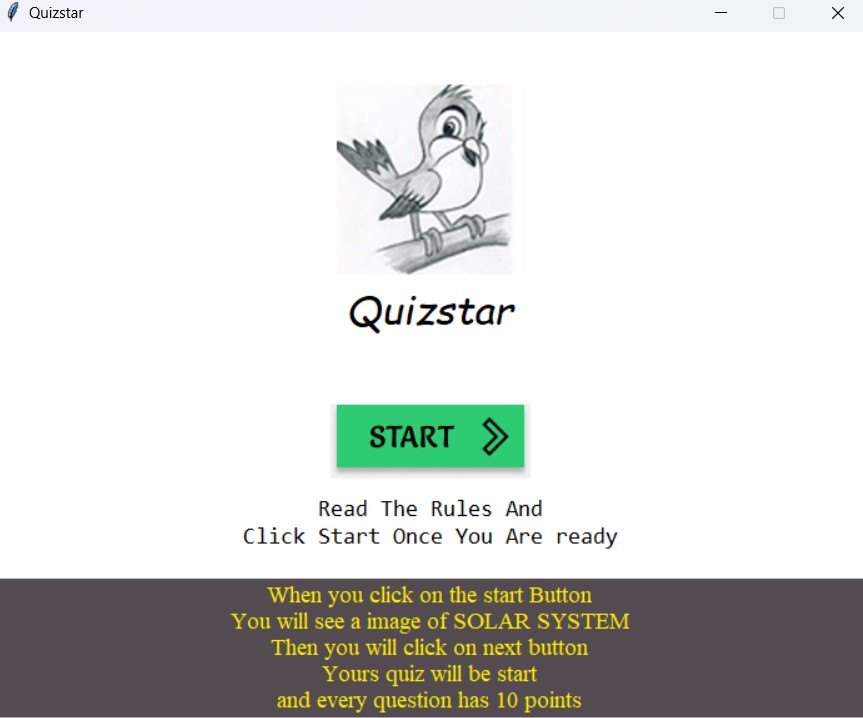 Quizstar
Quizstar
START
Read The Rules And
Click Start Once You Are ready
When you click on the start Button
You will see a image of SOLAR SYSTEM
Then you will click on next button
Yours quiz will be start
and every question has 10 points